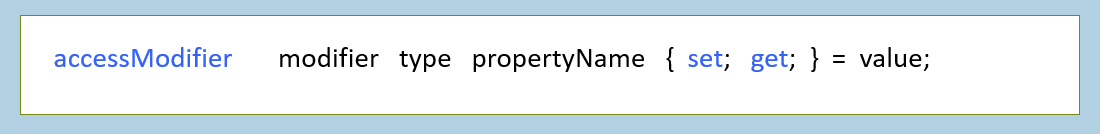 accessModifier modifier type propertyName { set; get; } = value;